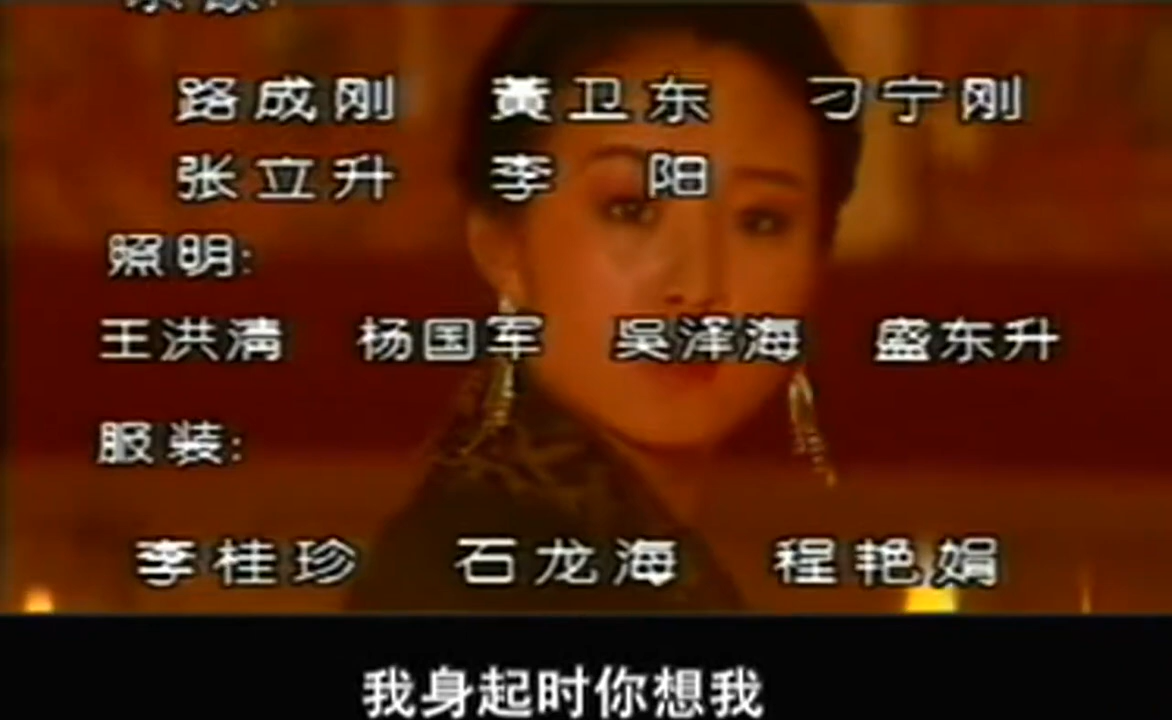 路成刚 黄卫东 刁宁刚
张立升 李阳
照明:
王洪清 杨国军 吴泽海 盛东升
服装:
李桂珍 石龙海 程艳娟
我身起时你想我